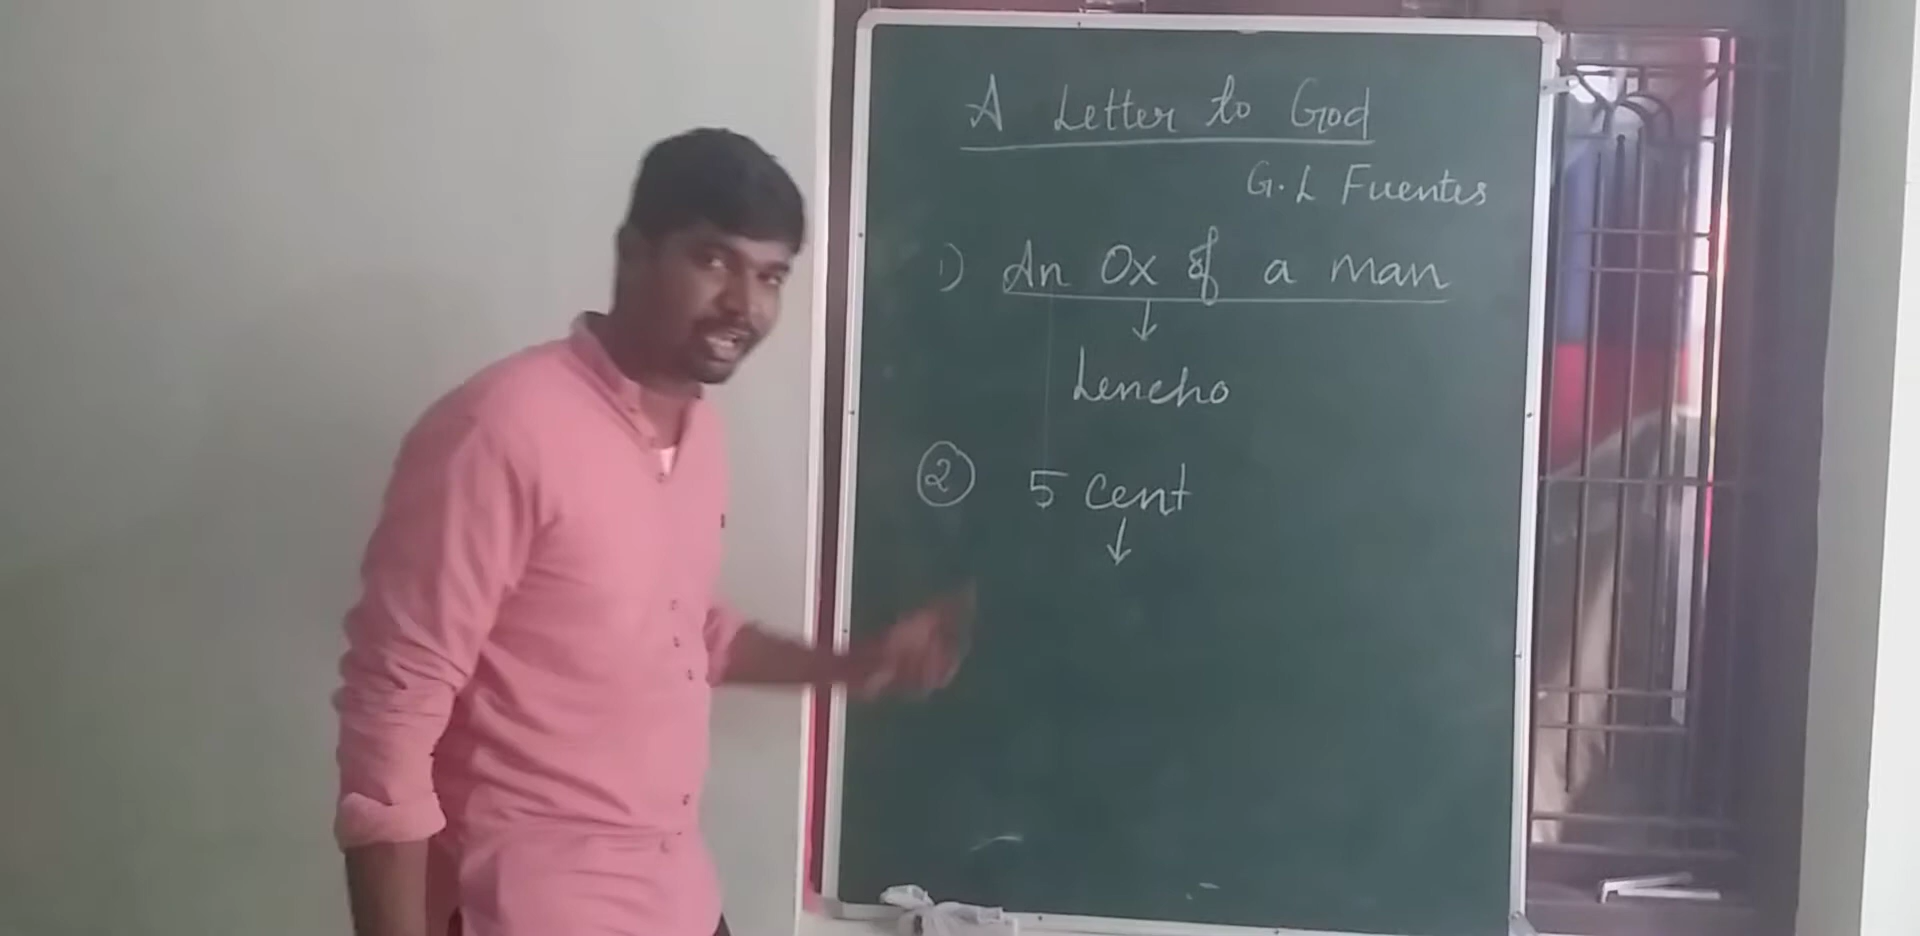 A Letter to God
G. L Fuentes
1) An Ox of a man
↓
Lencho
② 5 cent
↓